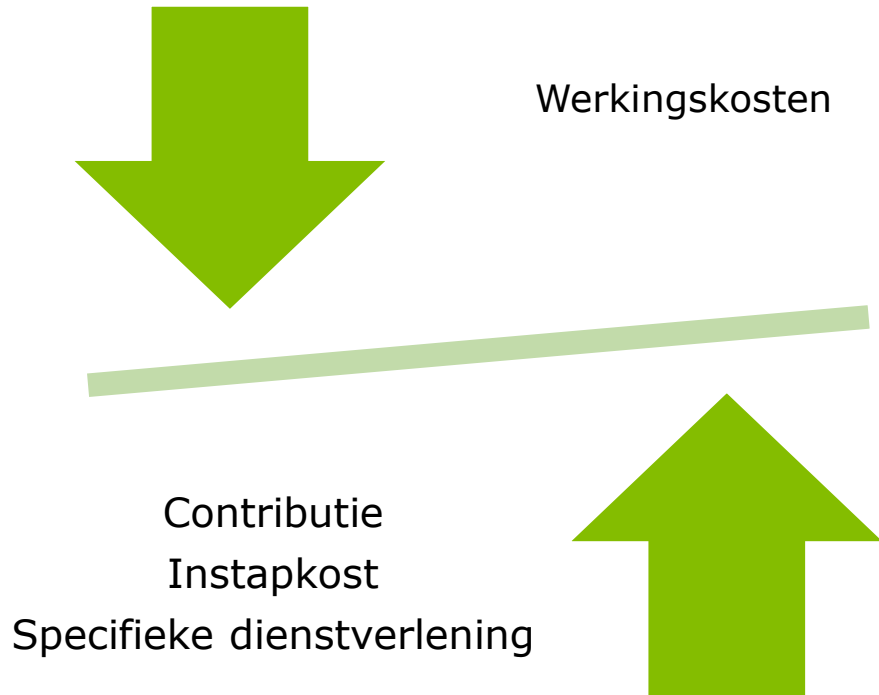 Werkingskosten
Contributie
Instapkost
Specifieke dienstverlening